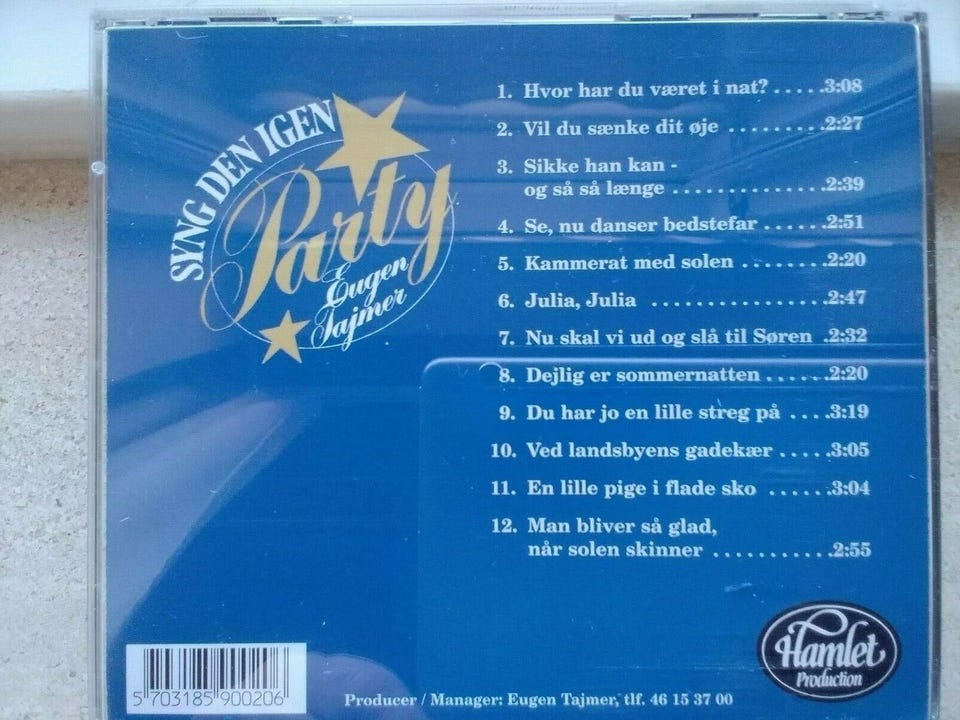 SYNG DEN IGEN
Party
Eugen
Tajmer
1. Hvor har du været i nat? .....3:08
2. Vil du sænke dit øje .........2:27
3. Sikke han kan -
og så så længe ...............2:39
4. Se, nu danser bedstefar ......2:51
5. Kammerat med solen ........2:20
6. Julia, Julia .................2:47
7. Nu skal vi ud og slå til Søren .2:32
8. Dejlig er sommernatten ......2:20
9. Du har jo en lille streg på ....3:19
10. Ved landsbyens gadekær .....3:05
11. En lille pige i flade sko ......3:04
12. Man bliver så glad,
når solen skinner ...........2:55
Hamlet
Production
5 703185 900206
Producer / Manager: Eugen Tajmer, tlf. 46 15 37 00